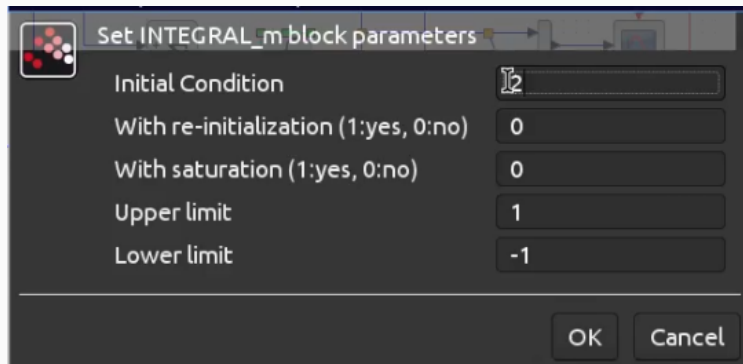 Set INTEGRAL_m block parameters
Initial Condition 2
With re-initialization (1:yes, 0:no) 0
With saturation (1:yes, 0:no) 0
Upper limit 1
Lower limit -1
OK Cancel